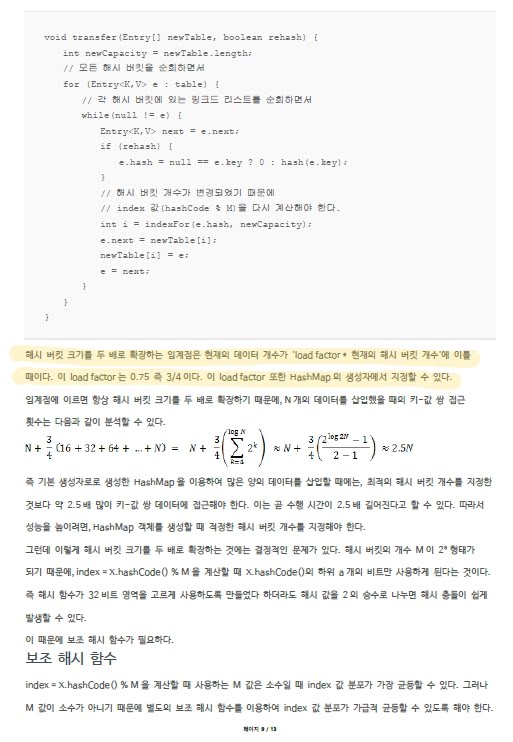 void transfer(Entry[] newTable, boolean rehash) {
int newCapacity = newTable.length;
// 모든 해시 버킷을 순회하면서
for (Entry<K,V> e : table) {
// 각 해시 버킷에 있는 링크드 리스트를 순회하면서
while(null != e) {
Entry<K,V> next = e.next;
if (rehash) {
e.hash = null == e.key ? 0 : hash(e.key);
}
// 해시 버킷 개수가 변경되었기 때문에
// index 값(hashCode % M)을 다시 계산해야 한다.
int i = indexFor(e.hash, newCapacity);
e.next = newTable[i];
newTable[i] = e;
e = next;
}
}
}
해시 버킷 크기를 두 배로 확장하는 임계점은 현재의 데이터 개수가 'load factor * 현재의 해시 버킷 개수'에 이를
때이다. 이 load factor는 0.75 즉 3/4이다. 이 load factor 또한 HashMap의 생성자에서 지정할 수 있다.
임계점에 이르면 항상 해시 버킷 크기를 두 배로 확장하기 때문에, N개의 데이터를 삽입했을 때의 키-값 쌍 접근
횟수는 다음과 같이 분석할 수 있다.
N + 3/4 (16 + 32 + 64 + ... + N) = N + 3/4 (∑_{k=4}^{log N} 2^k) ≈ N + 3/4 ((2^{log 2N} − 1)/(2 − 1)) ≈ 2.5N
즉 기본 생성자로로 생성한 HashMap을 이용하여 많은 양의 데이터를 삽입할 때에는, 최적의 해시 버킷 개수를 지정한
것보다 약 2.5배 많이 키-값 쌍 데이터에 접근해야 한다. 이는 곧 수행 시간이 2.5배 길어진다고 할 수 있다. 따라서
성능을 높이려면, HashMap 객체를 생성할 때 적정한 해시 버킷 개수를 지정해야 한다.
그런데 이렇게 해시 버킷 크기를 두 배로 확장하는 것에는 결정적인 문제가 있다. 해시 버킷의 개수 M이 2ᵃ 형태가
되기 때문에, index = X.hashCode() % M을 계산할 때 X.hashCode()의 하위 a개의 비트만 사용하게 된다는 것이다.
즉 해시 함수가 32비트 영역을 고르게 사용하도록 만들었다 하더라도 해시 값을 2의 승수로 나누면 해시 충돌이 쉽게
발생할 수 있다.
이 때문에 보조 해시 함수가 필요하다.
보조 해시 함수
index = X.hashCode() % M을 계산할 때 사용하는 M 값은 소수일 때 index 값 분포가 가장 균등할 수 있다. 그러나
M 값이 소수가 아니기 때문에 별도의 보조 해시 함수를 이용하여 index 값 분포가 가급적 균등할 수 있도록 해야 한다.
페이지 9 / 13